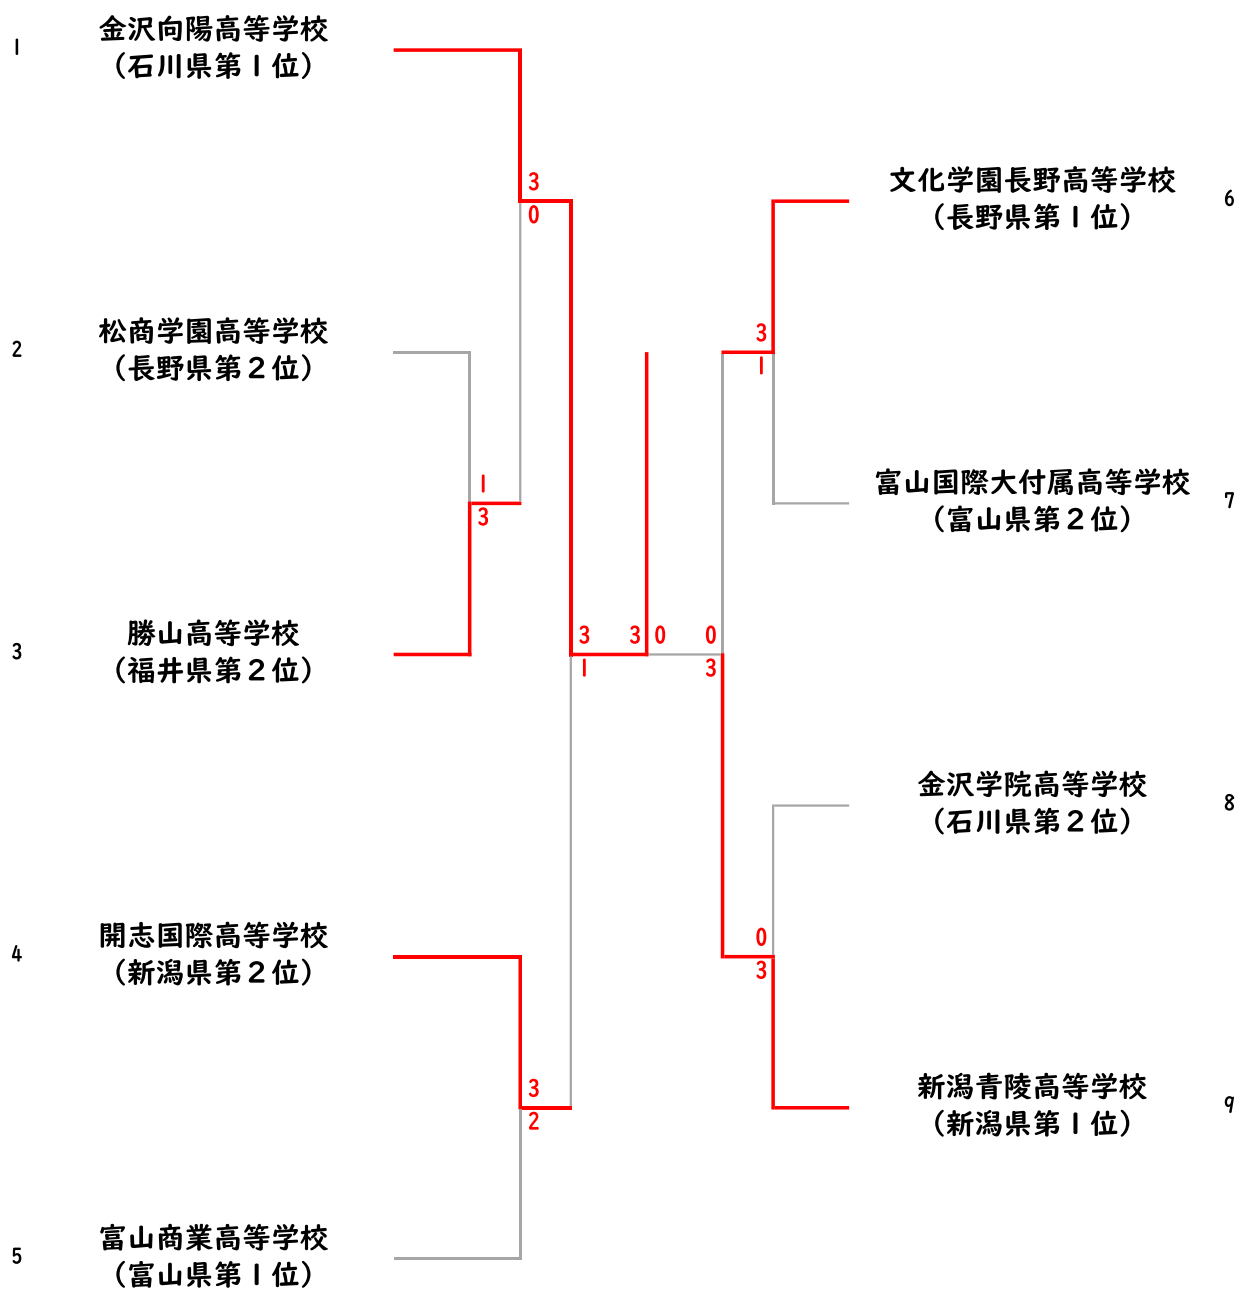 1
金沢向陽高等学校
（石川県第１位）
2
松商学園高等学校
（長野県第２位）
3
勝山高等学校
（福井県第２位）
4
開志国際高等学校
（新潟県第２位）
5
富山商業高等学校
（富山県第１位）
3
0
1
3
3
1
3
0
0
3
3
2
3
1
0
3
文化学園長野高等学校
（長野県第１位）
6
富山国際大付属高等学校
（富山県第２位）
7
金沢学院高等学校
（石川県第２位）
8
新潟青陵高等学校
（新潟県第１位）
9